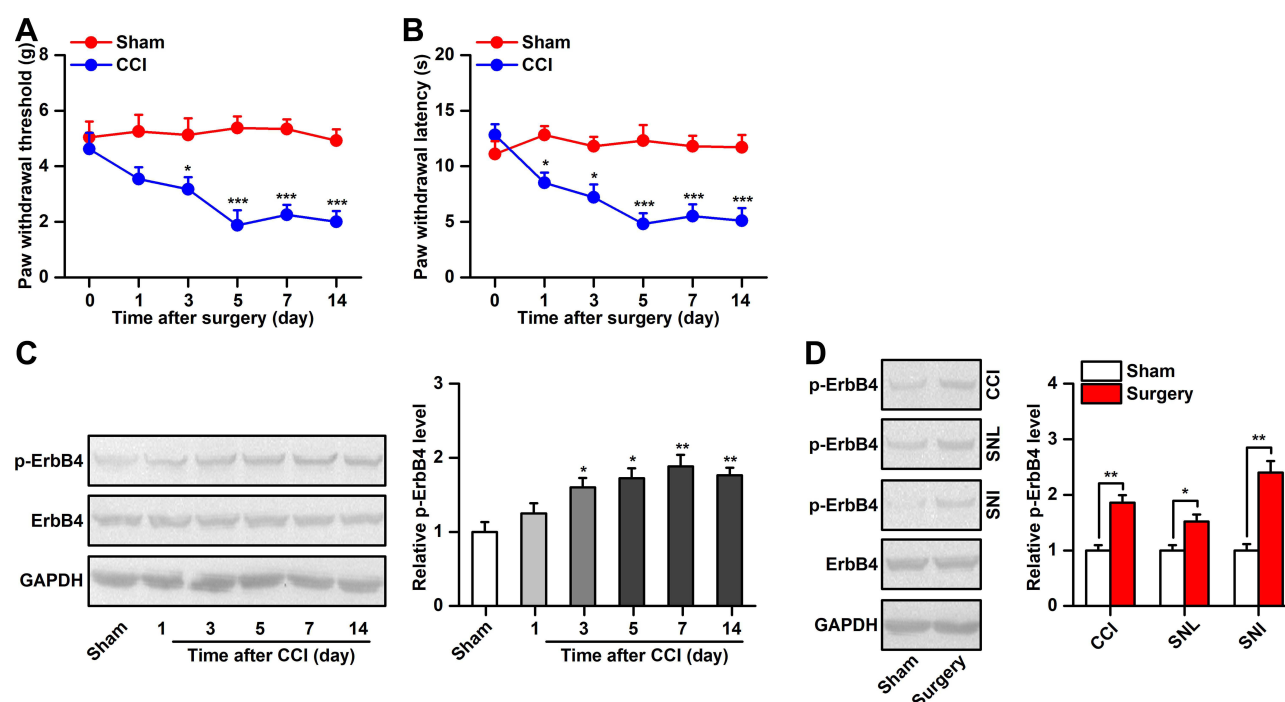 A
Sham
CCI
Paw withdrawal threshold (g)
8
6
4
2
0
*
***
***
***
0 1 3 5 7 14
Time after surgery (day)
B
Sham
CCI
Paw withdrawal latency (s)
20
15
10
5
0
*
*
***
***
***
0 1 3 5 7 14
Time after surgery (day)
C
p-ErbB4
ErbB4
GAPDH
Sham 1 3 5 7 14
Time after CCI (day)
Relative p-ErbB4 level
3
2
1
0
*
*
**
**
Sham 1 3 5 7 14
Time after CCI (day)
D
p-ErbB4 CCI
p-ErbB4 SNL
p-ErbB4 SNI
ErbB4
GAPDH
Sham Surgery
Sham
Surgery
Relative p-ErbB4 level
4
3
2
1
0
**
*
**
CCI SNL SNI